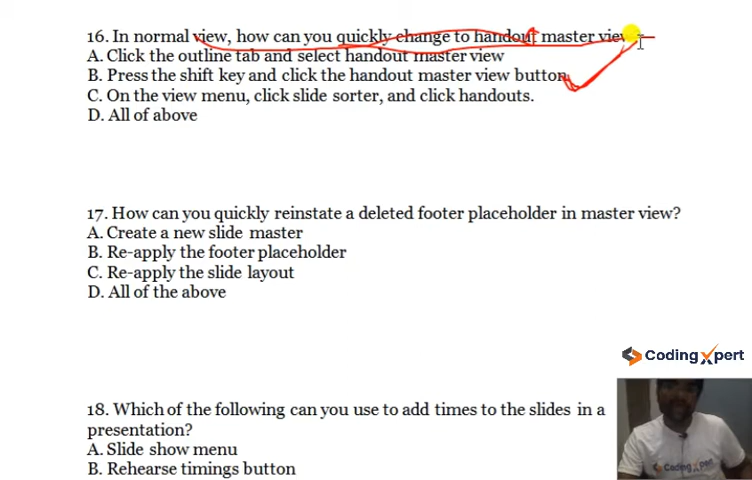 16. In normal view, how can you quickly change to handout master view
A. Click the outline tab and select handout master view
B. Press the shift key and click the handout master view button
C. On the view menu, click slide sorter, and click handouts.
D. All of above
17. How can you quickly reinstate a deleted footer placeholder in master view?
A. Create a new slide master
B. Re-apply the footer placeholder
C. Re-apply the slide layout
D. All of the above
Coding Xpert
18. Which of the following can you use to add times to the slides in a
presentation?
A. Slide show menu
B. Rehearse timings button
Coding Xpert